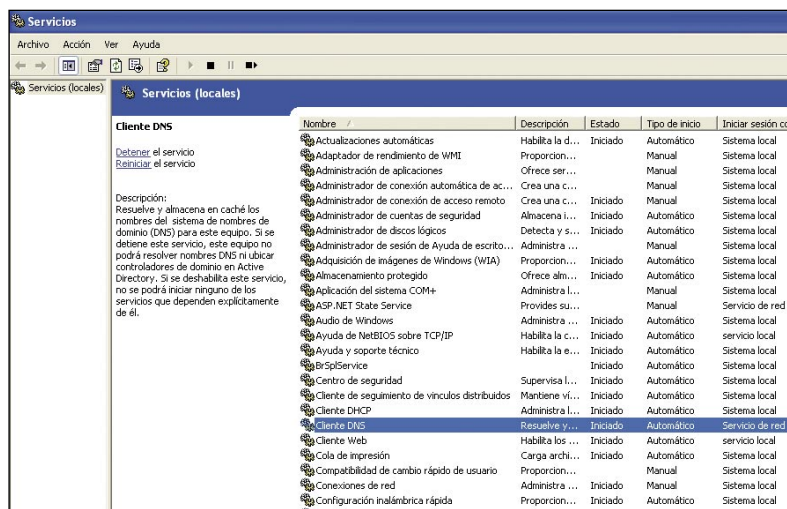 Servicios
Archivo Acción Ver Ayuda
Servicios (locales)
Servicios (locales)
Cliente DNS
Detener el servicio
Reiniciar el servicio
Descripción:
Resuelve y almacena en caché los
nombres del sistema de nombres de
dominio (DNS) para este equipo. Si se
detiene este servicio, este equipo no
podrá resolver nombres DNS ni ubicar
controladores de dominio en Active
Directory. Si se deshabilita este servicio,
no se podrá iniciar ninguno de los
servicios que dependen explícitamente
de él.
Nombre Descripción Estado Tipo de inicio Iniciar sesión co
Actualizaciones automáticas Habilita la d... Iniciado Automático Sistema local
Adaptador de rendimiento de WMI Proporcion... Manual Sistema local
Administración de aplicaciones Ofrece ser... Manual Sistema local
Administrador de conexión automática de ac... Crea una c... Manual Sistema local
Administrador de conexión de acceso remoto Crea una c... Iniciado Manual Sistema local
Administrador de cuentas de seguridad Almacena i... Iniciado Automático Sistema local
Administrador de discos lógicos Detecta y s... Iniciado Automático Sistema local
Administrador de sesión de Ayuda de escrito... Administra ... Manual Sistema local
Adquisición de imágenes de Windows (WIA) Proporcion... Iniciado Automático Sistema local
Almacenamiento protegido Ofrece alm... Iniciado Automático Sistema local
Aplicación del sistema COM+ Administra l... Manual Sistema local
ASP.NET State Service Provides su... Manual Servicio de red
Audio de Windows Administra ... Iniciado Automático Sistema local
Ayuda de NetBIOS sobre TCP/IP Habilita la c... Iniciado Automático servicio local
Ayuda y soporte técnico Habilita la e... Iniciado Automático Sistema local
BrSplService Iniciado Automático Sistema local
Centro de seguridad Supervisa l... Iniciado Automático Sistema local
Cliente de seguimiento de vinculos distribuidos Mantiene ví... Iniciado Automático Sistema local
Cliente DHCP Administra l... Iniciado Automático Sistema local
Cliente DNS Resuelve y... Iniciado Automático Servicio de red
Cliente Web Habilita los ... Iniciado Automático servicio local
Cola de impresión Carga archi... Iniciado Automático Sistema local
Compatibilidad de cambio rápido de usuario Proporcion... Manual Sistema local
Conexiones de red Administra ... Iniciado Manual Sistema local
Configuración inalámbrica rápida Proporcion... Iniciado Automático Sistema local